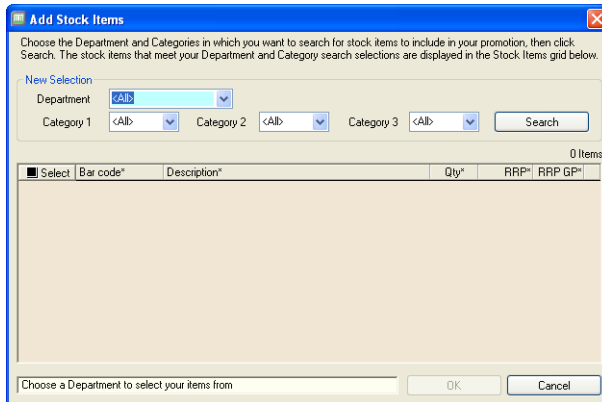 Add Stock Items
Choose the Department and Categories in which you want to search for stock items to include in your promotion, then click
Search. The stock items that meet your Department and Category search selections are displayed in the Stock Items grid below.
New Selection
Department <All>
Category 1 <All> Category 2 <All> Category 3 <All> Search
0 Items
Select Bar code* Description* Qty* RRP* RRP GP*
Choose a Department to select your items from OK Cancel